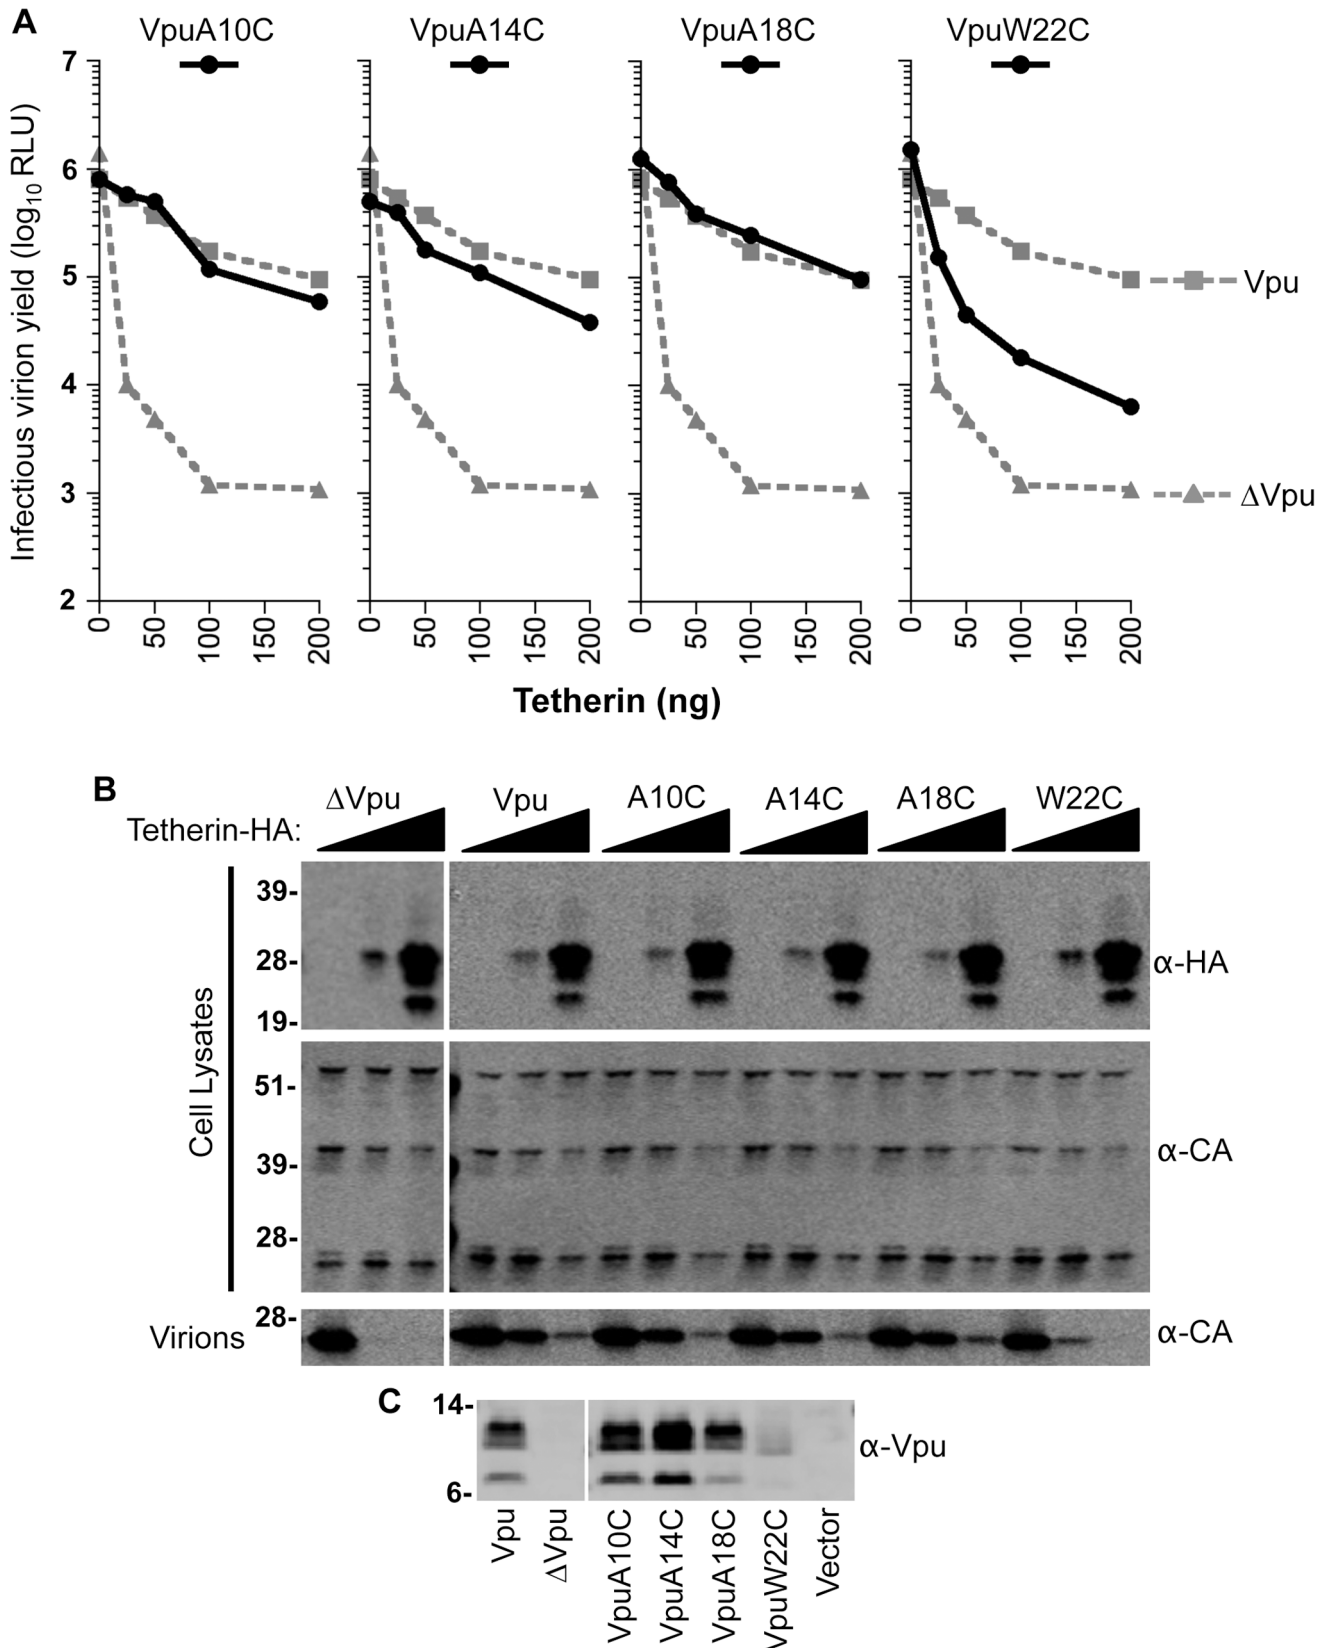 A
VpuA10C VpuA14C VpuA18C VpuW22C
Infectious virion yield (log10 RLU)
7
6
5
4
3
2
0 50 100 150 200
0 50 100 150 200
0 50 100 150 200
0 50 100 150 200
Vpu
ΔVpu
Tetherin (ng)
B
ΔVpu Vpu A10C A14C A18C W22C
Tetherin-HA:
Cell Lysates
39-
28-
19-
α-HA
51-
39-
28-
α-CA
28-
Virions
α-CA
C
14-
6-
α-Vpu
Vpu
ΔVpu
VpuA10C
VpuA14C
VpuA18C
VpuW22C
Vector